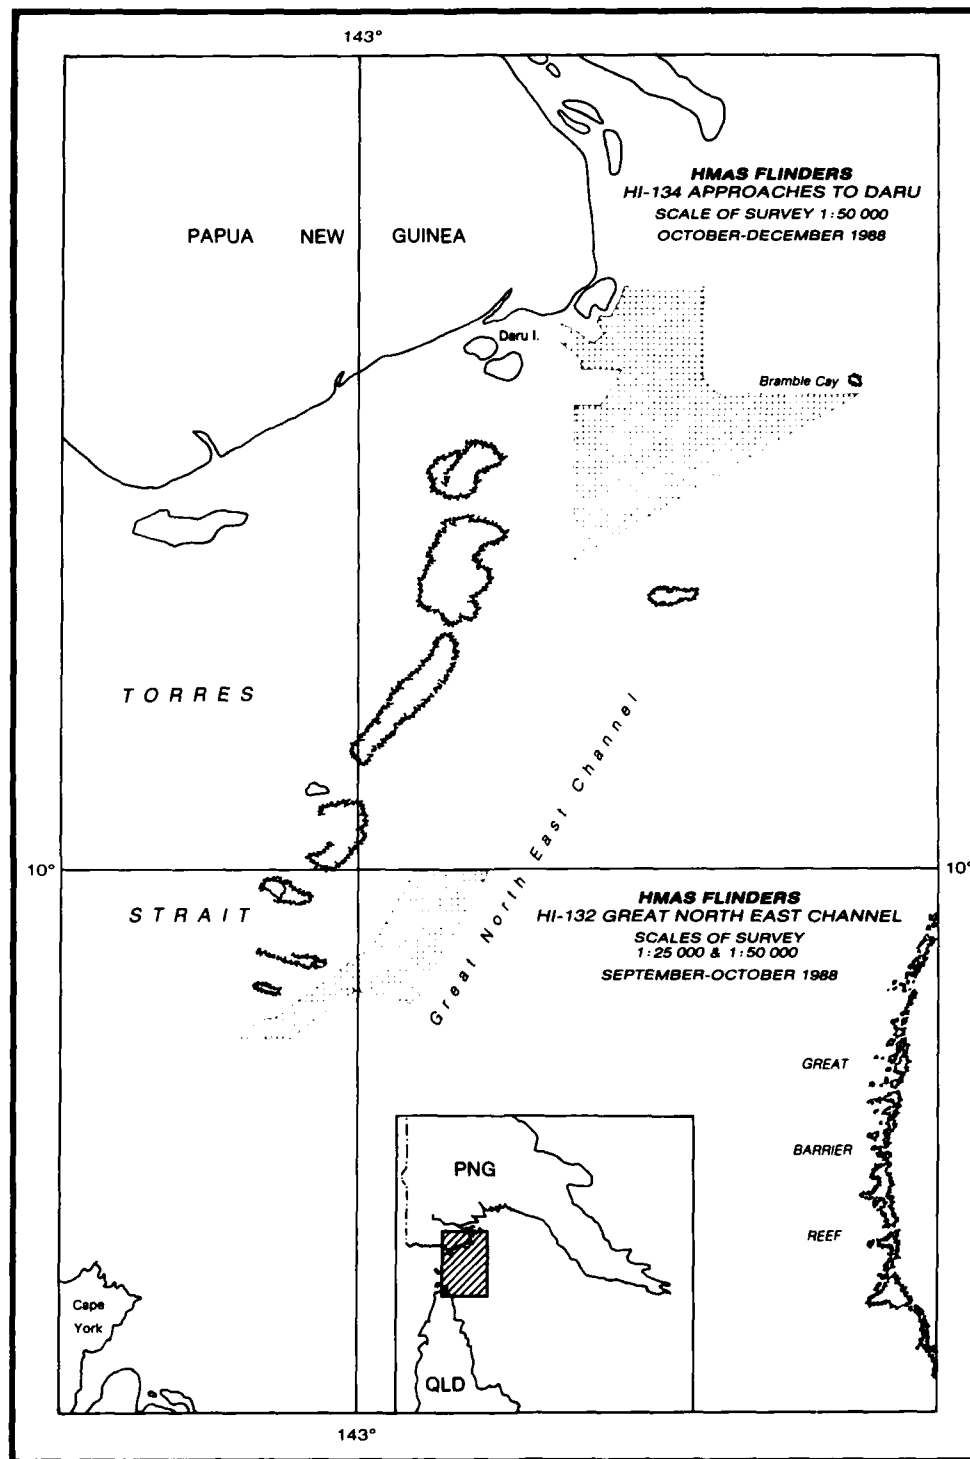 143°
HMAS FLINDERS
HI-134 APPROACHES TO DARU
SCALE OF SURVEY 1:50 000
OCTOBER-DECEMBER 1988
PAPUA NEW GUINEA
Daru I.
Bramble Cay
TORRES
Great North East Channel
10°
10°
STRAIT
HMAS FLINDERS
HI-132 GREAT NORTH EAST CHANNEL
SCALES OF SURVEY
1:25 000 & 1:50 000
SEPTEMBER-OCTOBER 1988
GREAT
BARRIER
REEF
PNG
QLD
Cape
York
143°